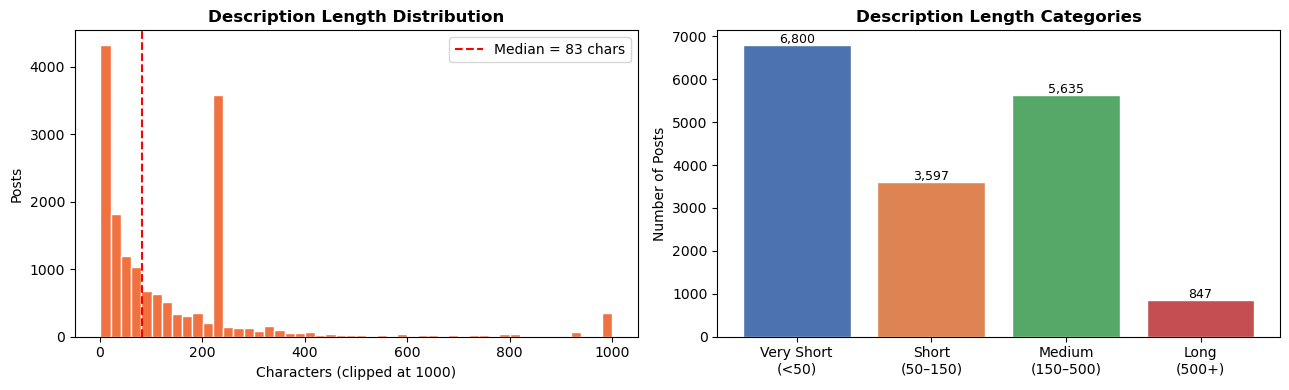 Description Length Distribution
Posts
4000
3000
2000
1000
0
Median = 83 chars
0 200 400 600 800 1000
Characters (clipped at 1000)
Description Length Categories
Number of Posts
7000
6000
5000
4000
3000
2000
1000
0
6,800
3,597
5,635
847
Very Short Short Medium Long
(<50) (50–150) (150–500) (500+)